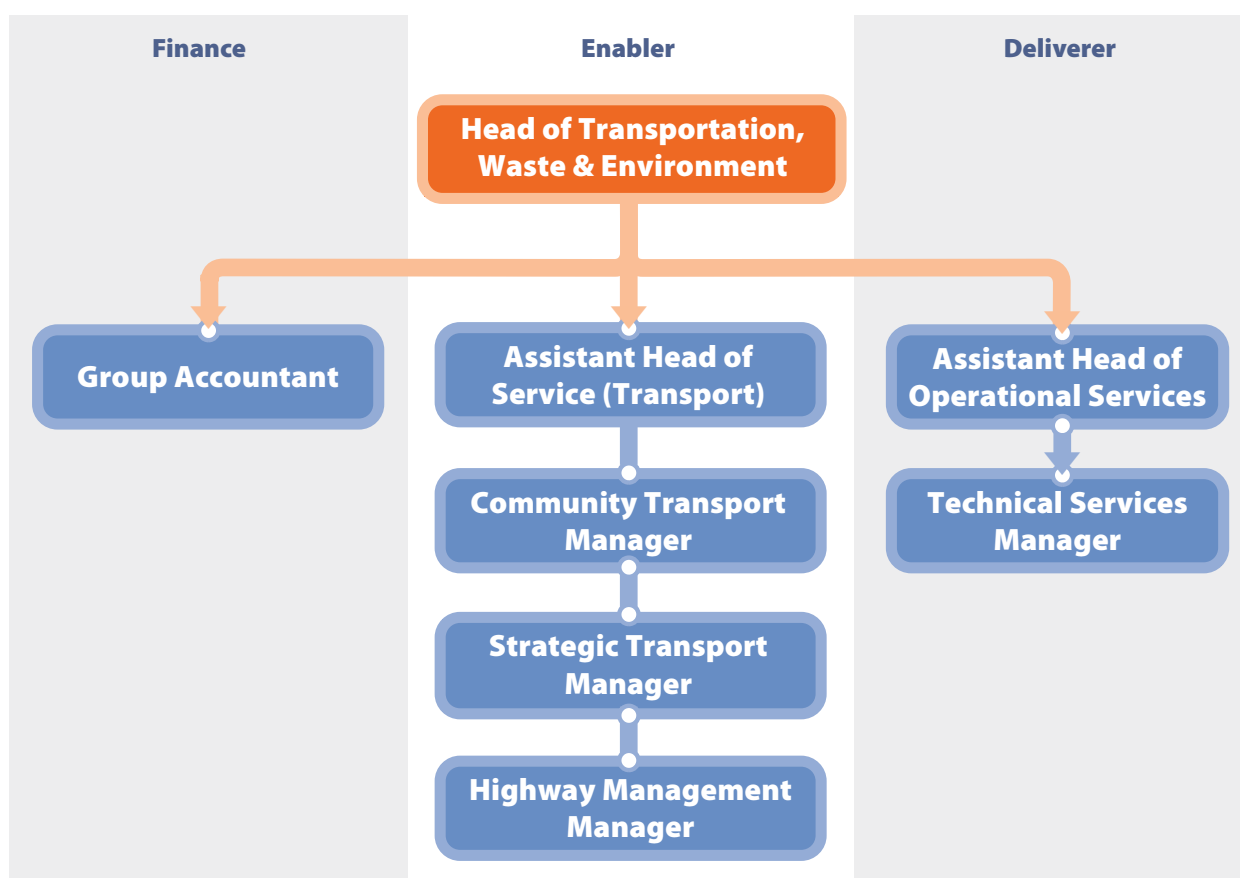 Finance
Enabler
Deliverer
Head of Transportation,
Waste & Environment
Group Accountant
Assistant Head of
Service (Transport)
Assistant Head of
Operational Services
Community Transport
Manager
Technical Services
Manager
Strategic Transport
Manager
Highway Management
Manager